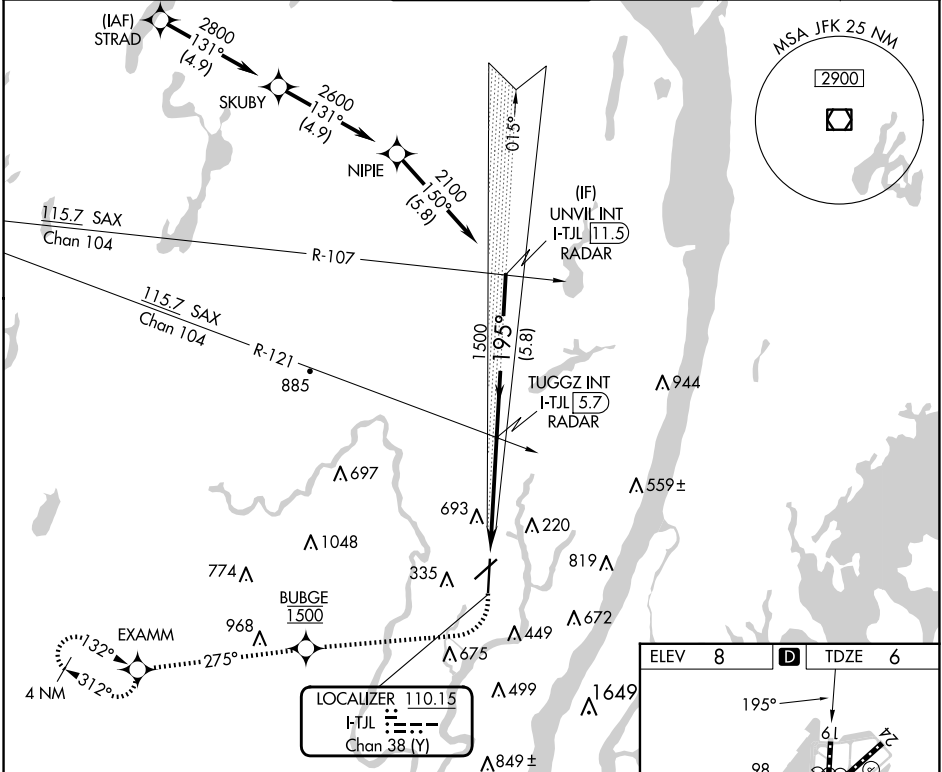 (IAF)
STRAD
2800
131°
(4.9)
SKUBY
2600
131°
(4.9)
NIPIE
2100
150°
(5.8)
015°
MSA JFK 25 NM
2900
(IF)
UNVIL INT
I-TJL 11.5
RADAR
115.7 SAX
Chan 104
R-107
115.7 SAX
Chan 104
R-121
885
1500
195°
(5.8)
TUGGZ INT
I-TJL 5.7
RADAR
944
697
559±
693
220
1048
819
774
335
BUBGE
1500
672
968
449
EXAMM
132°
312°
4 NM
275°
675
499
1649
LOCALIZER 110.15
I-TJL
Chan 38 (Y)
849±
ELEV 8
D
TDZE 6
195°
19
24
98